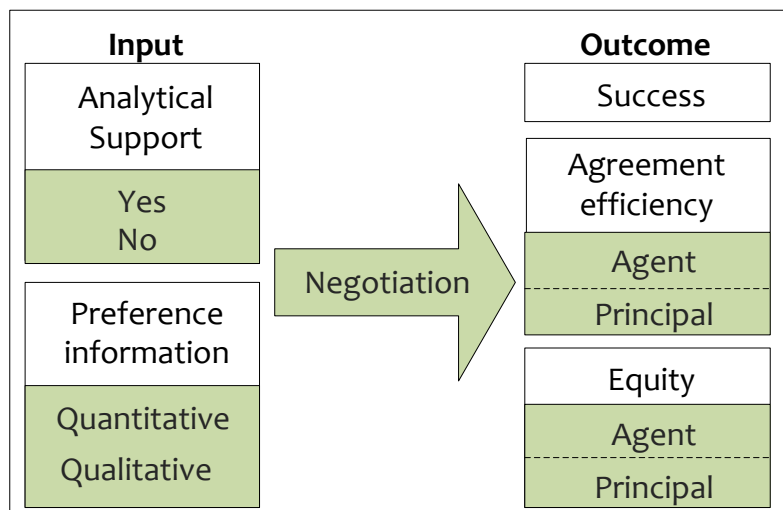 Input
Analytical
Support
Yes
No
Preference
information
Quantitative
Qualitative
Negotiation
Outcome
Success
Agreement
efficiency
Agent
Principal
Equity
Agent
Principal